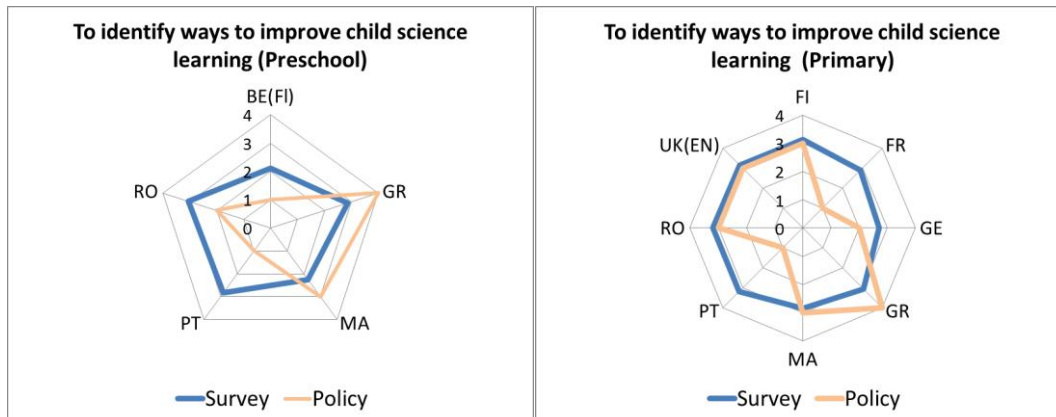 To identify ways to improve child science
learning (Preschool)
BE(Fl)
4
3
2
1
0
RO
GR
PT
MA
Survey
Policy
To identify ways to improve child science
learning (Primary)
FI
4
3
2
1
0
UK(EN)
FR
RO
GE
PT
GR
MA
Survey
Policy